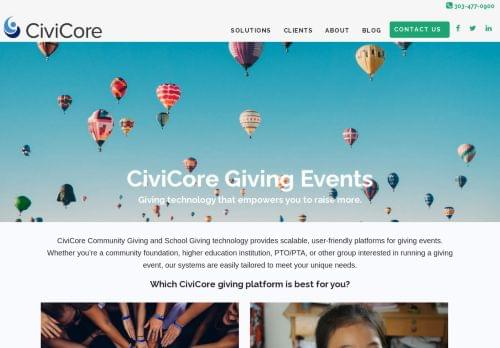 303-477-0900
CiviCore
SOLUTIONS CLIENTS ABOUT BLOG CONTACT US
CiviCore Giving Events
Giving technology that empowers you to raise more.
CiviCore Community Giving and School Giving technology provides scalable, user-friendly platforms for giving events.
Whether you're a community foundation, higher education institution, PTO/PTA, or other group interested in running a giving
event, our systems are easily tailored to meet your unique needs.
Which CiviCore giving platform is best for you?